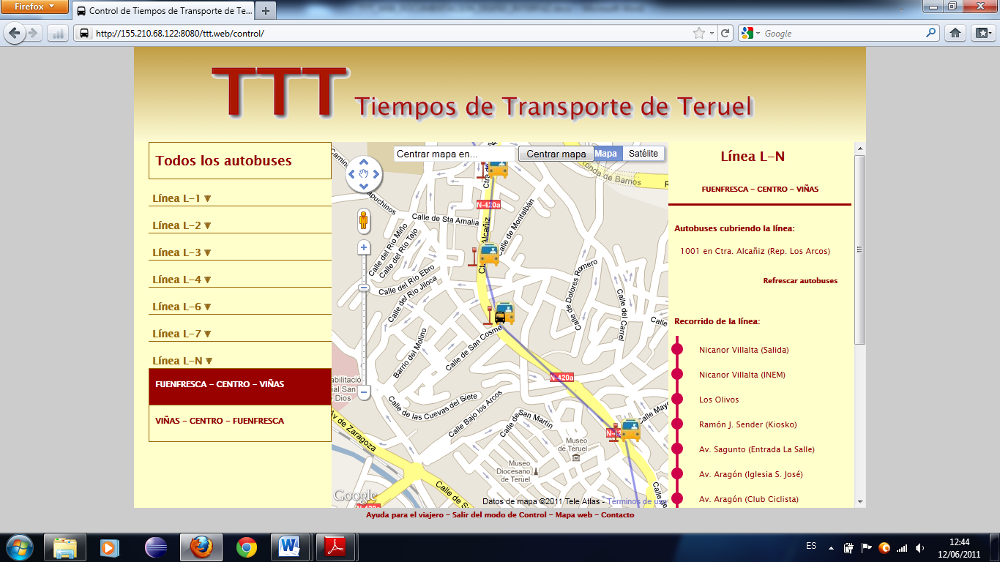 Firefox
Control de Tiempos de Transporte de Te...
http://155.210.68.122:8080/ttt.web/control/
Google
TTT Tiempos de Transporte de Teruel
Todos los autobuses
Línea L-1
Línea L-2
Línea L-3
Línea L-4
Línea L-6
Línea L-7
Línea L-N
FUENFRESCA - CENTRO - VIÑAS
VIÑAS - CENTRO - FUENFRESCA
Centrar mapa en...
Centrar mapa
Mapa
Satélite
Ronda de Barrios
N-420a
Calle de Sta Amalia
Calle de Montalbán
Alcañiz
Calle del Río Miño
Calle del Río Tajo
Calle del Río Ebro
Calle del Río Jiloca
Calle de Dolores Romero
Calle del Carrel
Barrio del Molino
Calle de San Cosme
N-420a
Calle de las Cuevas del Siete
Calle Bajo los Arcos
San Martín
Av de Zaragoza
Museo
de Teruel
Museo
Diocesano
de Teruel
Google
Datos de mapa ©2011 Tele Atlas - Términos de uso
Línea L-N
FUENFRESCA - CENTRO - VIÑAS
Autobuses cubriendo la línea:
1001 en Ctra. Alcañiz (Rep. Los Arcos)
Refrescar autobuses
Recorrido de la línea:
Nicanor Villalta (Salida)
Nicanor Villalta (INEM)
Los Olivos
Ramón J. Sender (Kiosko)
Av. Sagunto (Entrada La Salle)
Av. Aragón (Iglesia S. José)
Av. Aragón (Club Ciclista)
Ayuda para el viajero - Salir del modo de Control - Mapa web - Contacto
ES
12:44
12/06/2011